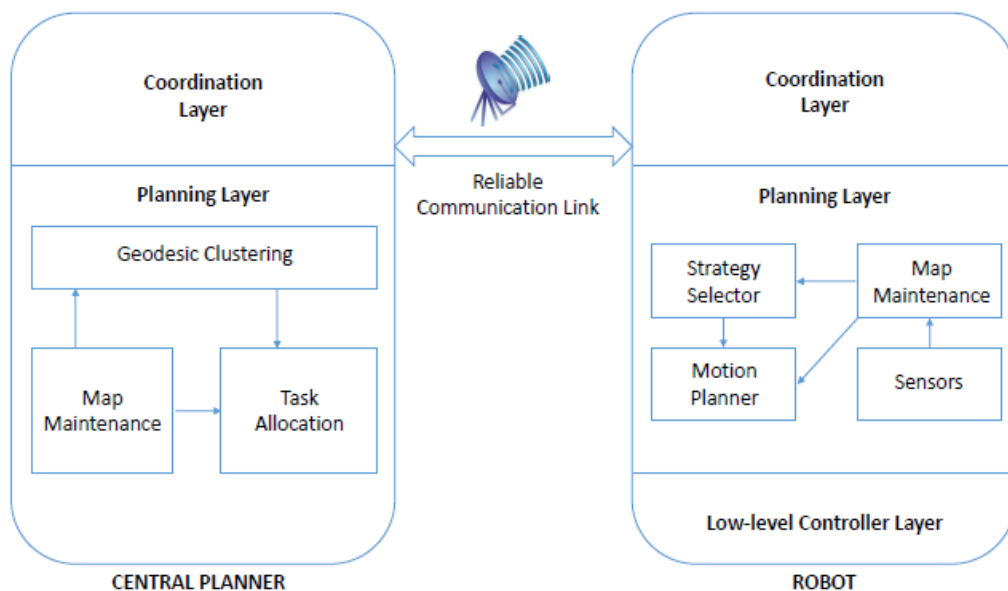 Coordination
Layer
Planning Layer
Geodesic Clustering
Map
Maintenance
Task
Allocation
CENTRAL PLANNER
Reliable
Communication Link
Coordination
Layer
Planning Layer
Strategy
Selector
Map
Maintenance
Motion
Planner
Sensors
Low-level Controller Layer
ROBOT